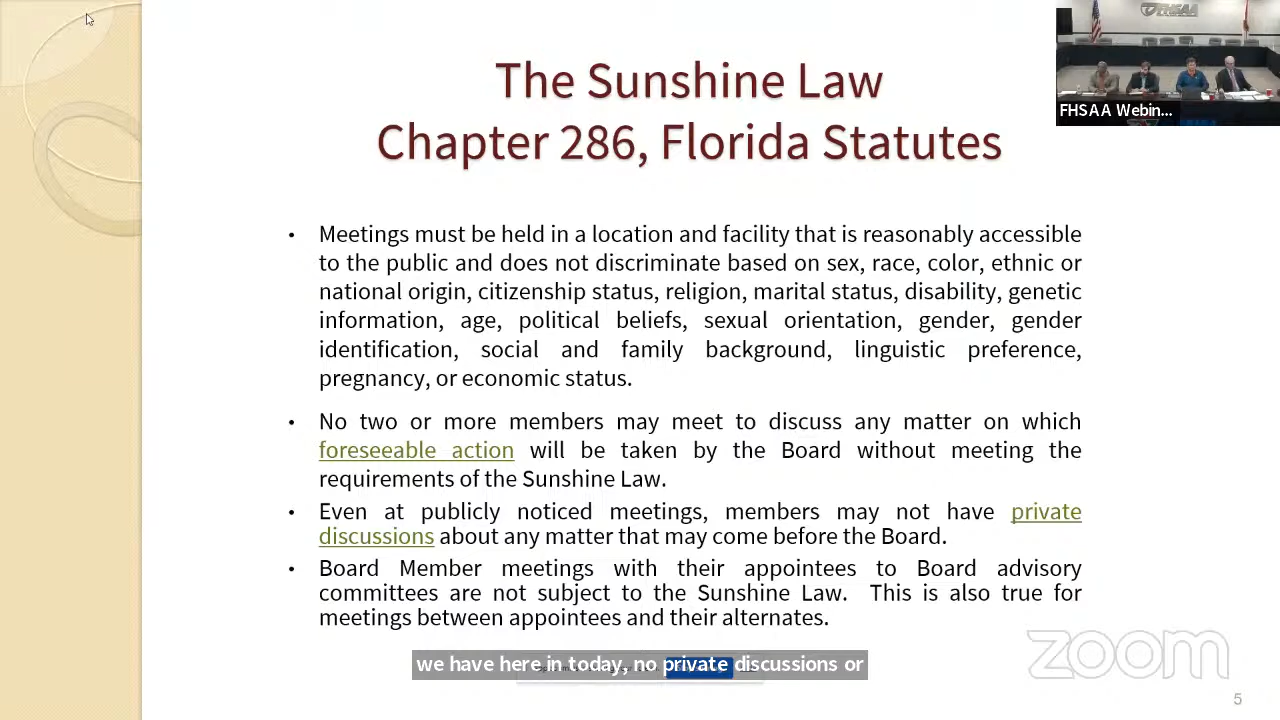 The Sunshine Law
Chapter 286, Florida Statutes
FHSAA
FHSAA Webin...
• Meetings must be held in a location and facility that is reasonably accessible
to the public and does not discriminate based on sex, race, color, ethnic or
national origin, citizenship status, religion, marital status, disability, genetic
information, age, political beliefs, sexual orientation, gender, gender
identification, social and family background, linguistic preference,
pregnancy, or economic status.
• No two or more members may meet to discuss any matter on which
foreseeable action will be taken by the Board without meeting the
requirements of the Sunshine Law.
• Even at publicly noticed meetings, members may not have private
discussions about any matter that may come before the Board.
• Board Member meetings with their appointees to Board advisory
committees are not subject to the Sunshine Law. This is also true for
meetings between appointees and their alternates.
we have here in today, no private discussions or
zoom
5